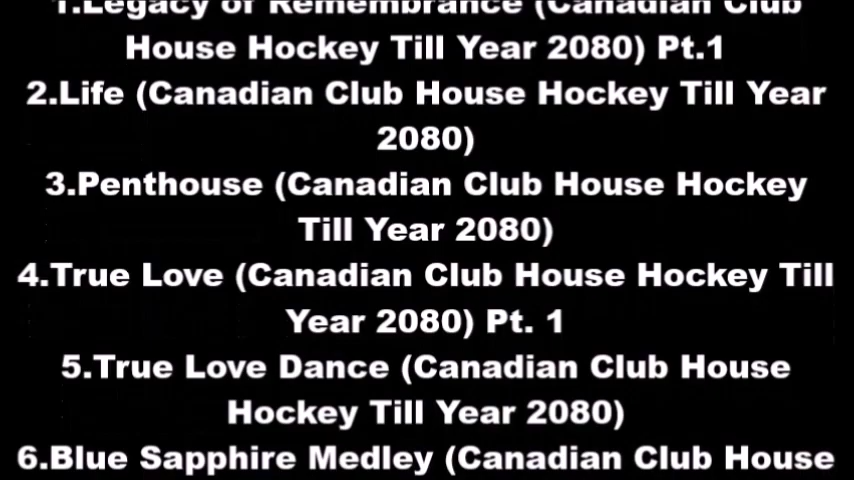 1.Legacy of Remembrance (Canadian Club
House Hockey Till Year 2080) Pt.1
2.Life (Canadian Club House Hockey Till Year
2080)
3.Penthouse (Canadian Club House Hockey
Till Year 2080)
4.True Love (Canadian Club House Hockey Till
Year 2080) Pt. 1
5.True Love Dance (Canadian Club House
Hockey Till Year 2080)
6.Blue Sapphire Medley (Canadian Club House